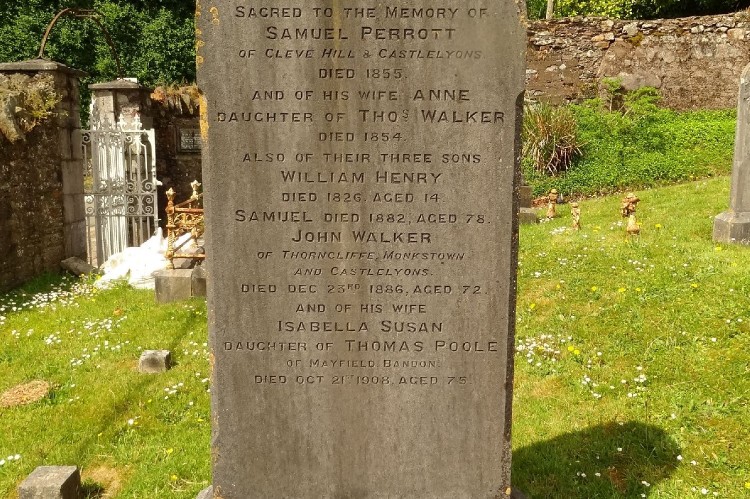 Sacred to the Memory of
Samuel Perrott
of Cleve Hill & Castlelyons
Died 1855.
And of his wife Anne
Daughter of Thos Walker
Died 1854.
Also of their three sons
William Henry
Died 1826, Aged 14.
Samuel Died 1882, Aged 78.
John Walker
of Thorncliffe, Monkstown
and Castlelyons.
Died Dec 23rd 1886, Aged 72.
And of his wife
Isabella Susan
Daughter of Thomas Poole
of Mayfield, Bandon.
Died Oct 21st 1908, Aged 75.